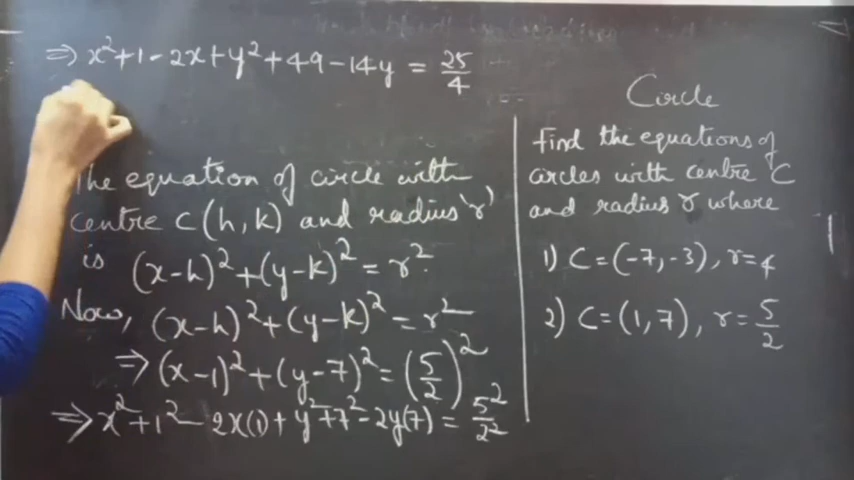 ⇒ x² + 1 - 2x + y² + 49 - 14y = 25/4
The equation of circle with
centre C(h, k) and radius 'r'
is (x-h)² + (y-k)² = r².
Now, (x-h)² + (y-k)² = r²
⇒ (x-1)² + (y-7)² = (5/2)²
⇒ x² + 1² - 2x(1) + y² + 7² - 2y(7) = 5²/2²
Circle
Find the equations of
circles with centre C
and radius r where
1) C = (-7, -3), r = 4
2) C = (1, 7), r = 5/2